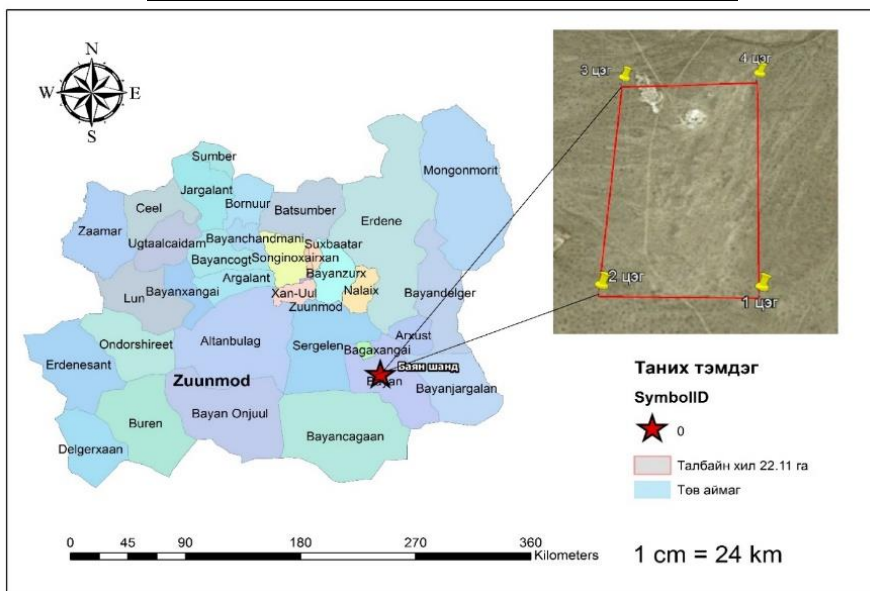 N
W E
S
Mongonmorit
Sumber
Jargalant
Ceel
Bornuur
Batsumber
Erdene
Zaamar
Ugtaalcaidam
Bayanchandmani
Suxbaatar
Songinoxairxan
Bayancogt
Bayanzurx
Argalant
Nalaix
Bayandelger
Lun
Bayanxangai
Xan-Uul
Zuunmod
Ondorshireet
Altanbulag
Sergelen
Arxust
Bagaxangai
Erdenesant
Баян шанд
Bayan
Bayanjargalan
Zuunmod
Buren
Bayan Onjuul
Bayancagaan
Delgerxaan
3 цэг
4 цэг
2 цэг
1 цэг
Таних тэмдэг
SymbolID
0
Талбайн хил 22.11 га
Төв аймаг
0 45 90 180 270 360
Kilometers
1 cm = 24 km